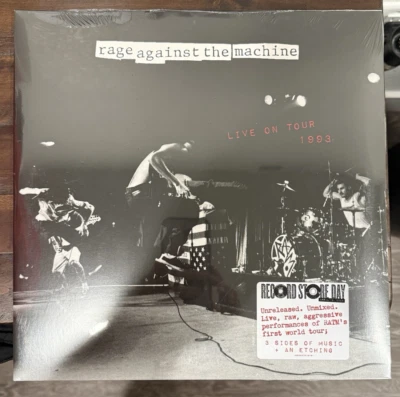 rage against the machine
LIVE ON TOUR
1993
RECORD STORE DAY
Unreleased. Unmixed.
Live, raw, aggressive
performances of RATM's
first world tour;
3 SIDES OF MUSIC
+ AN ETCHING